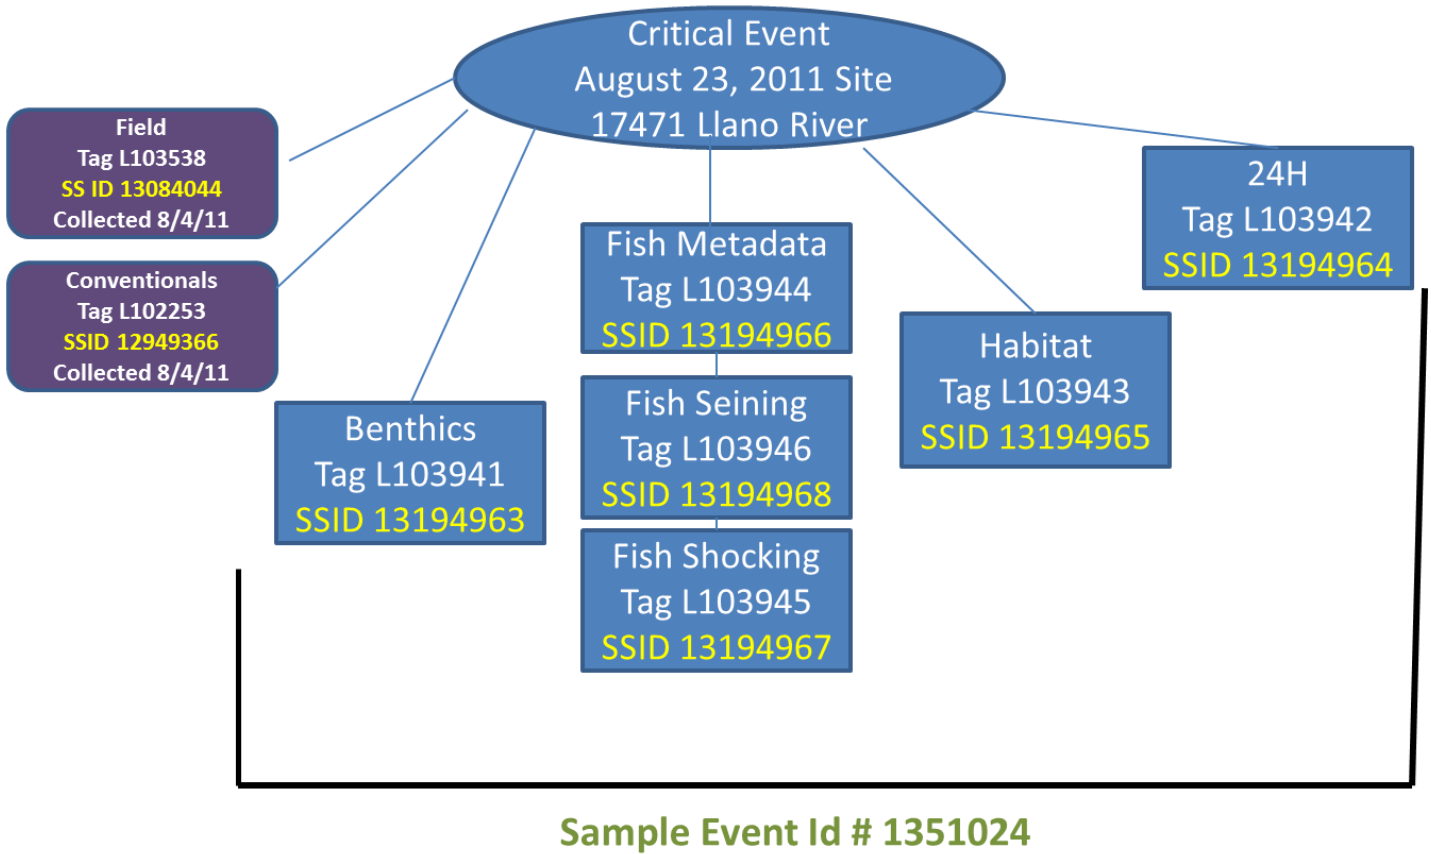 Critical Event
August 23, 2011 Site
17471 Llano River
Field
Tag L103538
SS ID 13084044
Collected 8/4/11
Conventionals
Tag L102253
SSID 12949366
Collected 8/4/11
Benthics
Tag L103941
SSID 13194963
Fish Metadata
Tag L103944
SSID 13194966
Fish Seining
Tag L103946
SSID 13194968
Fish Shocking
Tag L103945
SSID 13194967
Habitat
Tag L103943
SSID 13194965
24H
Tag L103942
SSID 13194964
Sample Event Id # 1351024